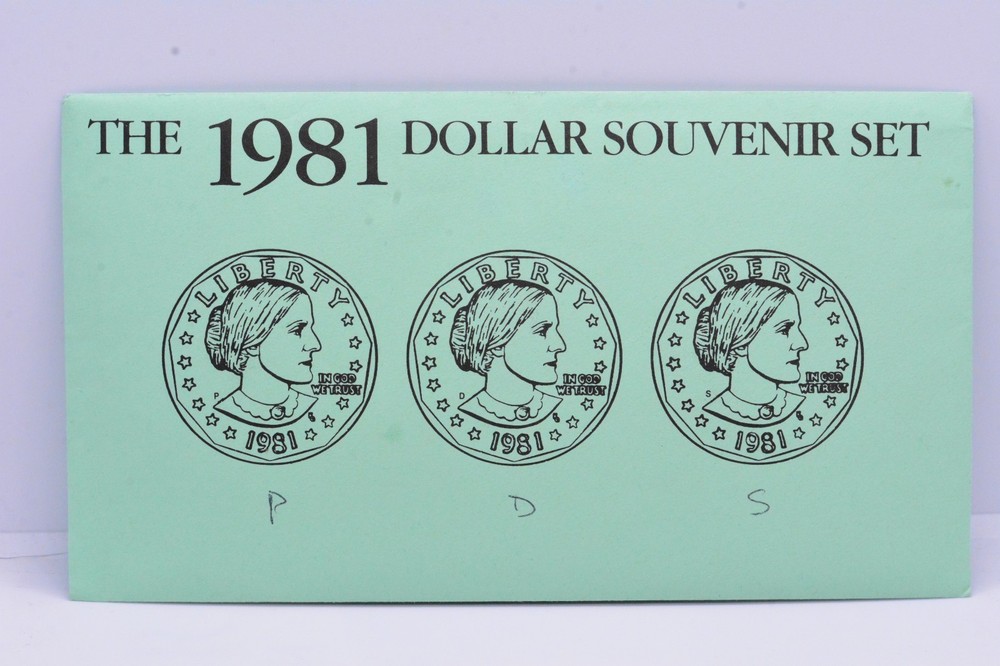 THE 1981 DOLLAR SOUVENIR SET
LIBERTY
IN GOD
WE TRUST
P
1981
LIBERTY
IN GOD
WE TRUST
D
1981
LIBERTY
IN GOD
WE TRUST
S
1981
P D S